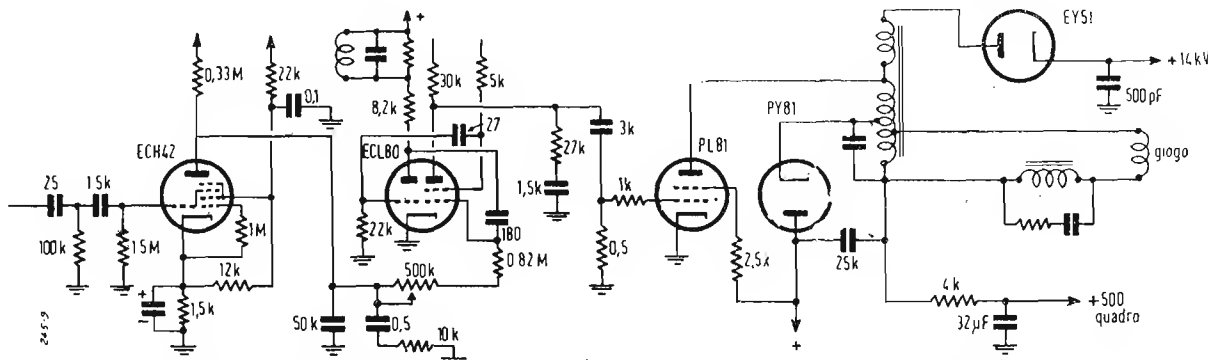 EY51
+ 14kV
500pF
0,33M
22k
0,1
+
30k
5k
8,2k
27
ECH42
ECL80
25
15k
100k
15M
1M
22k
12k
1,5k
+
~
180
0.82M
500k
50k
0,5
10k
3k
27k
1,5k
1k
0,5
PL81
PY81
2,5k
25k
+
giogo
4k
32µF
+500
quadro
245-9